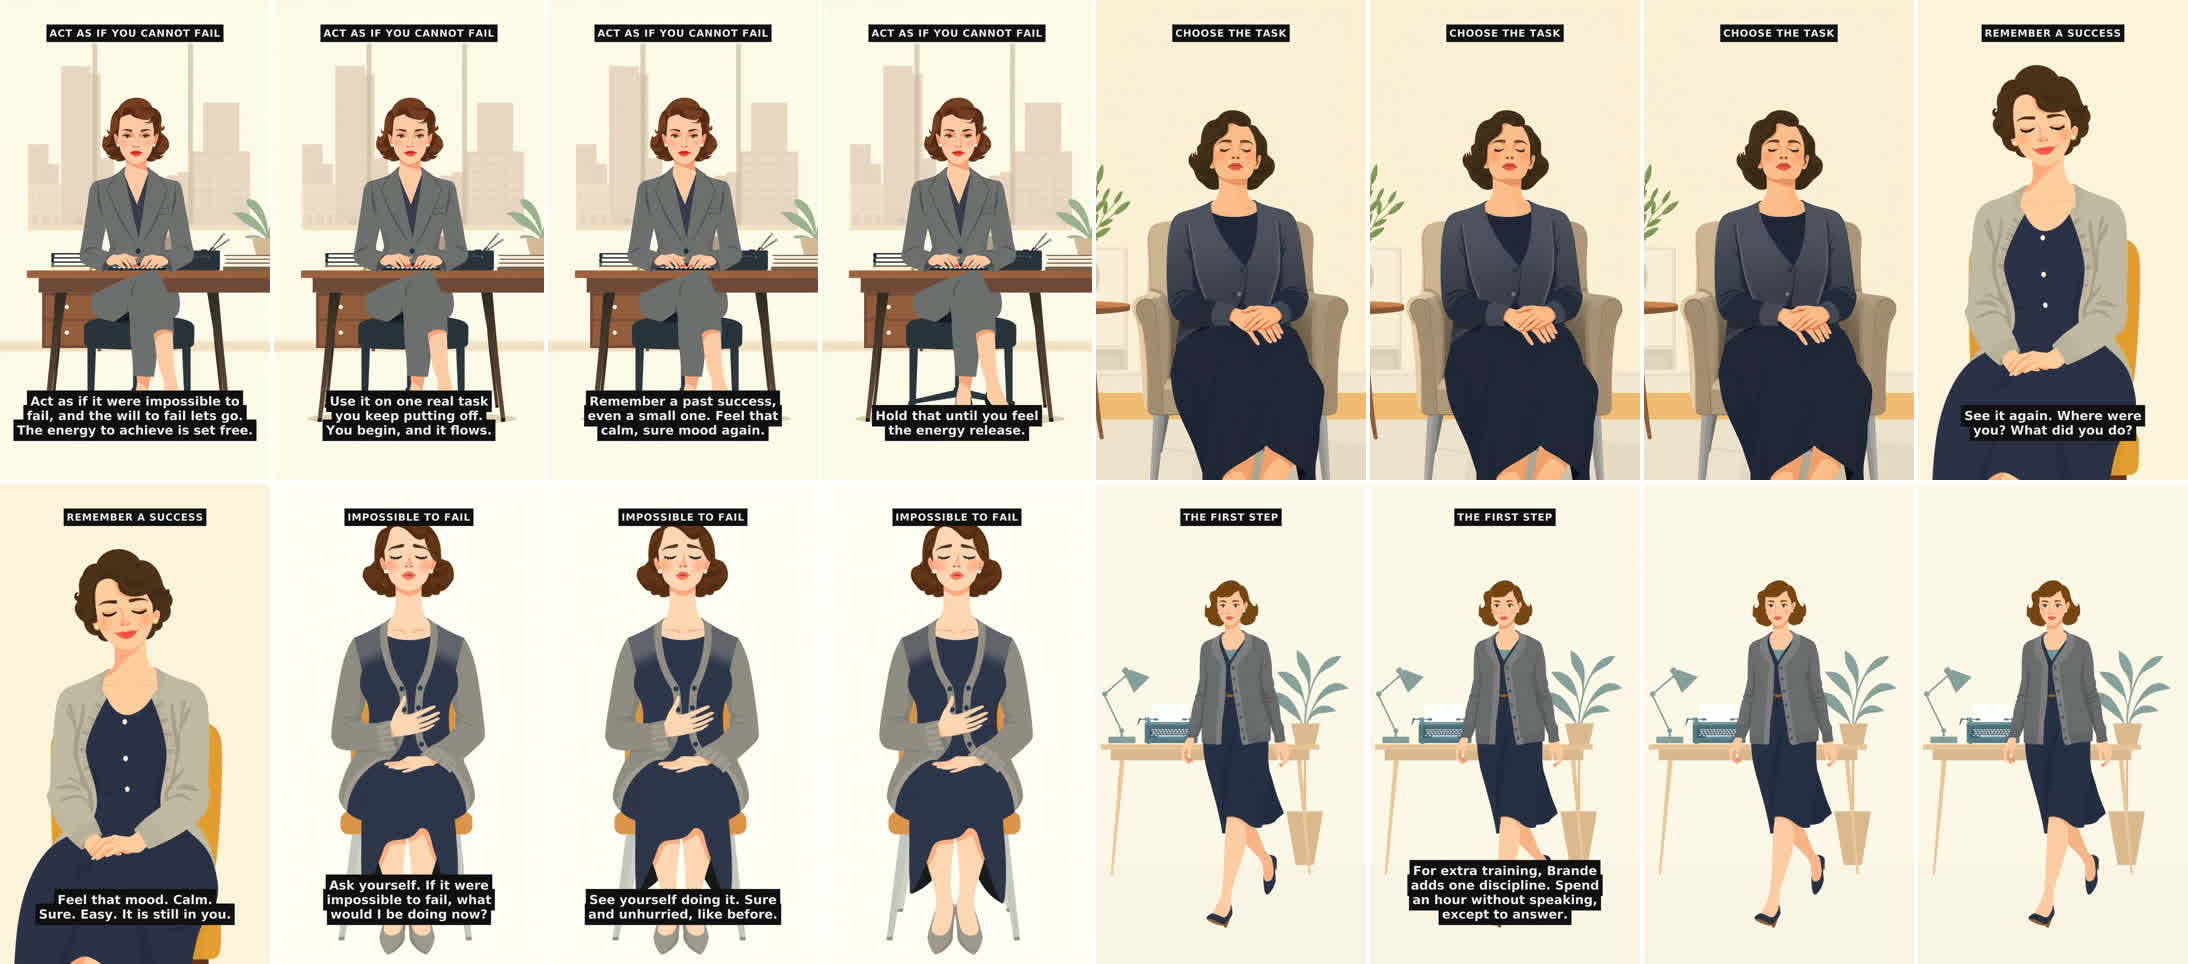 ACT AS IF YOU CANNOT FAIL
Act as if it were impossible to
fail, and the will to fail lets go.
The energy to achieve is set free.
ACT AS IF YOU CANNOT FAIL
Use it on one real task
you keep putting off.
You begin, and it flows.
ACT AS IF YOU CANNOT FAIL
Remember a past success,
even a small one. Feel that
calm, sure mood again.
ACT AS IF YOU CANNOT FAIL
Hold that until you feel
the energy release.
CHOOSE THE TASK
CHOOSE THE TASK
CHOOSE THE TASK
REMEMBER A SUCCESS
See it again. Where were
you? What did you do?
REMEMBER A SUCCESS
Feel that mood. Calm.
Sure. Easy. It is still in you.
IMPOSSIBLE TO FAIL
Ask yourself. If it were
impossible to fail, what
would I be doing now?
IMPOSSIBLE TO FAIL
See yourself doing it. Sure
and unhurried, like before.
IMPOSSIBLE TO FAIL
THE FIRST STEP
THE FIRST STEP
For extra training, Brande
adds one discipline. Spend
an hour without speaking,
except to answer.